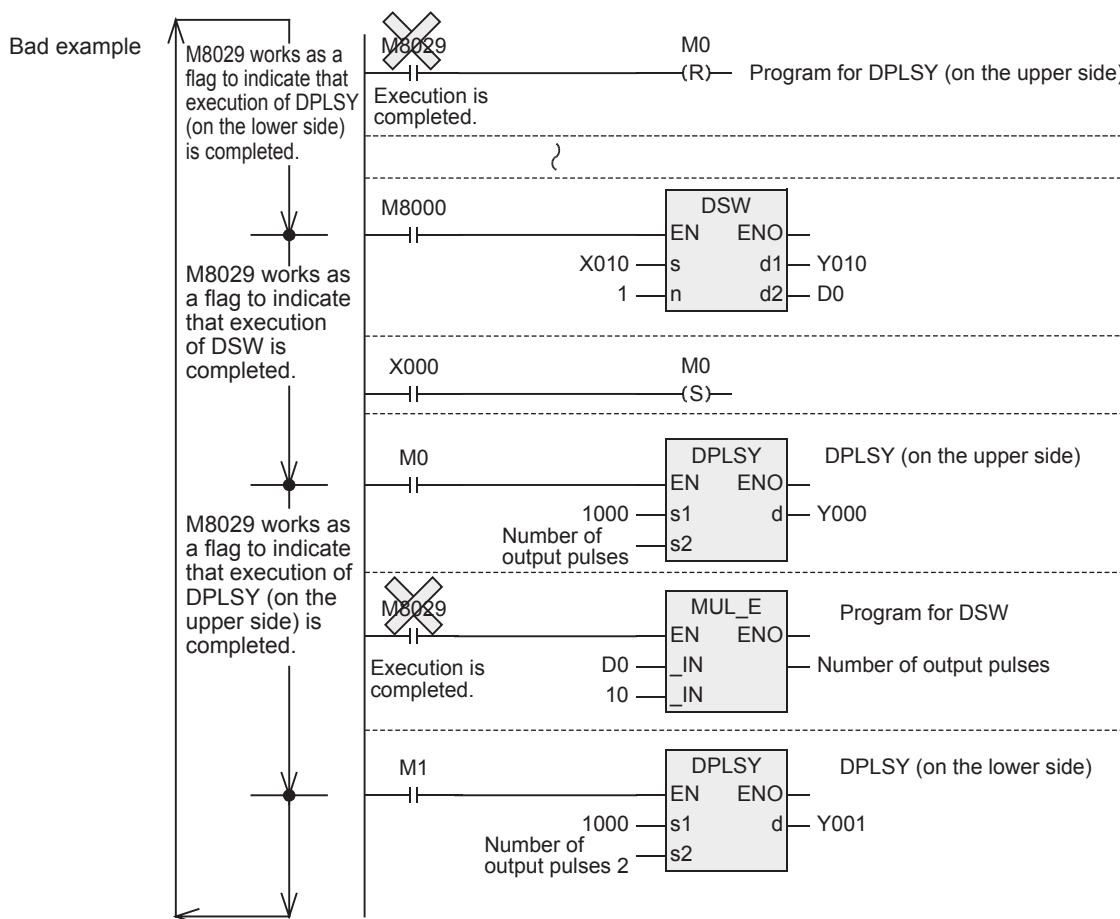 Bad example
M8029 works as a
flag to indicate that
execution of DPLSY
(on the lower side)
is completed.
M8029
Execution is
completed.
M0
(R)
Program for DPLSY (on the upper side)
M8000
DSW
EN ENO
X010 s d1 Y010
1 n d2 D0
M8029 works as
a flag to indicate
that execution
of DSW is
completed.
X000
M0
(S)
M0
DPLSY
DPLSY (on the upper side)
EN ENO
1000 s1 d Y000
Number of
output pulses
s2
M8029 works as
a flag to indicate
that execution of
DPLSY (on the
upper side) is
completed.
M8029
Execution is
completed.
MUL_E
Program for DSW
EN ENO
D0 _IN Number of output pulses
10 _IN
M1
DPLSY
DPLSY (on the lower side)
EN ENO
1000 s1 d Y001
Number of
output pulses 2
s2